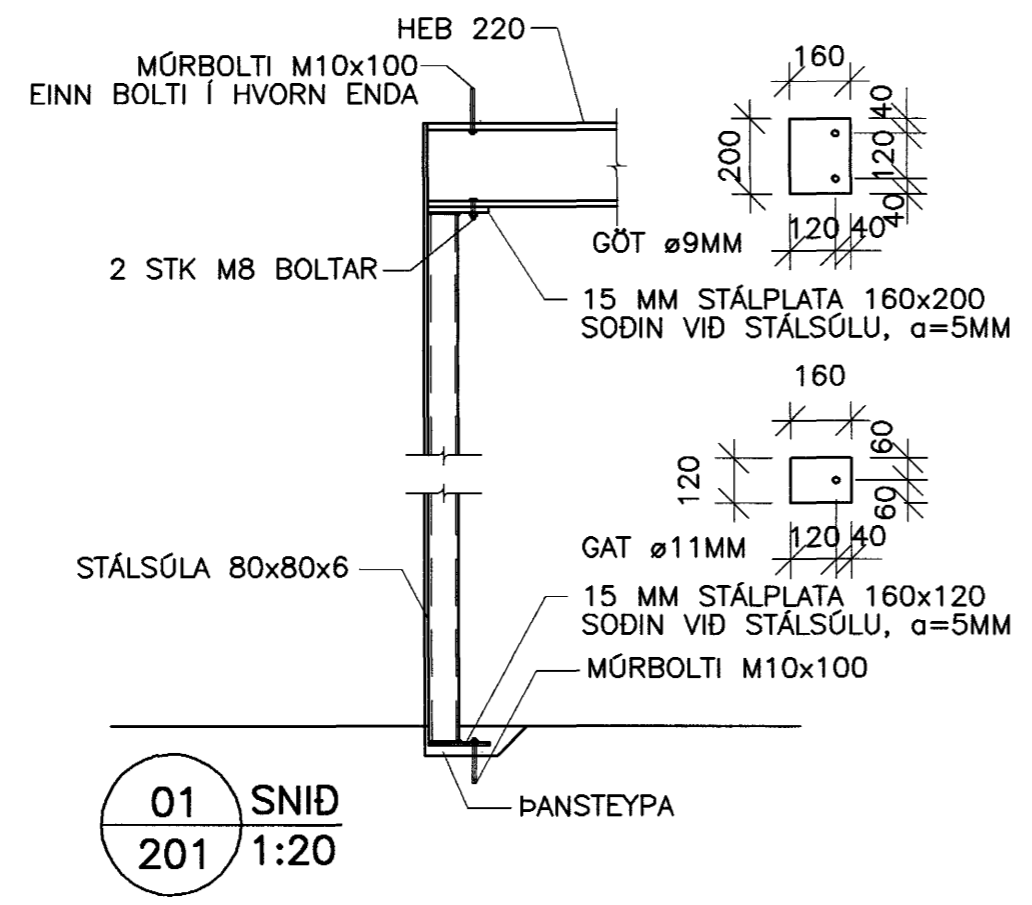 HEB 220
MÚRBOLTI M10x100
EINN BOLTI Í HVORN ENDA
2 STK M8 BOLTAR
160
200
40
120
40
120 40
GÖT ø9MM
15 MM STÁLPLATA 160x200
SOÐIN VIÐ STÁLSÚLU, a=5MM
160
120
60
60
120 40
GAT ø11MM
15 MM STÁLPLATA 160x120
SOÐIN VIÐ STÁLSÚLU, a=5MM
STÁLSÚLA 80x80x6
MÚRBOLTI M10x100
ÞANSTEYPA
01 SNIÐ
201 1:20